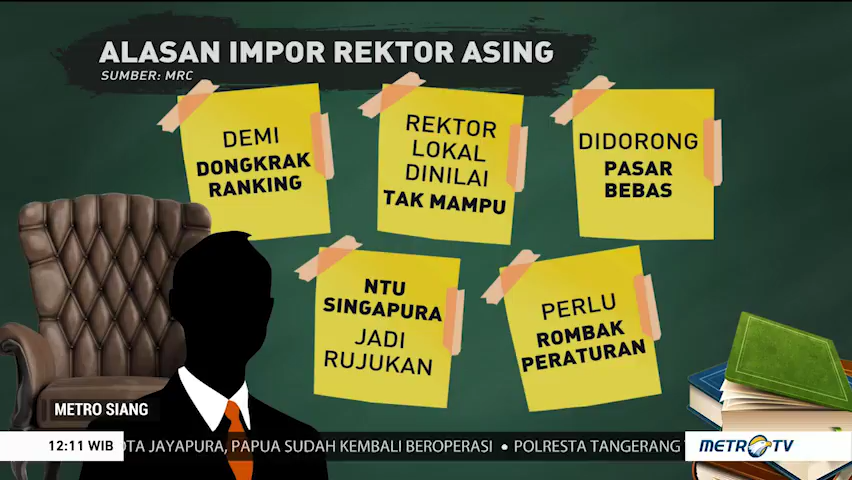 ALASAN IMPOR REKTOR ASING
SUMBER: MRC
DEMI
DONGKRAK
RANKING
REKTOR
LOKAL
DINILAI
TAK MAMPU
DIDORONG
PASAR
BEBAS
NTU
SINGAPURA
JADI
RUJUKAN
PERLU
ROMBAK
PERATURAN
METRO SIANG
12:11 WIB
OTA JAYAPURA, PAPUA SUDAH KEMBALI BEROPERASI • POLRESTA TANGERANG
METRO TV